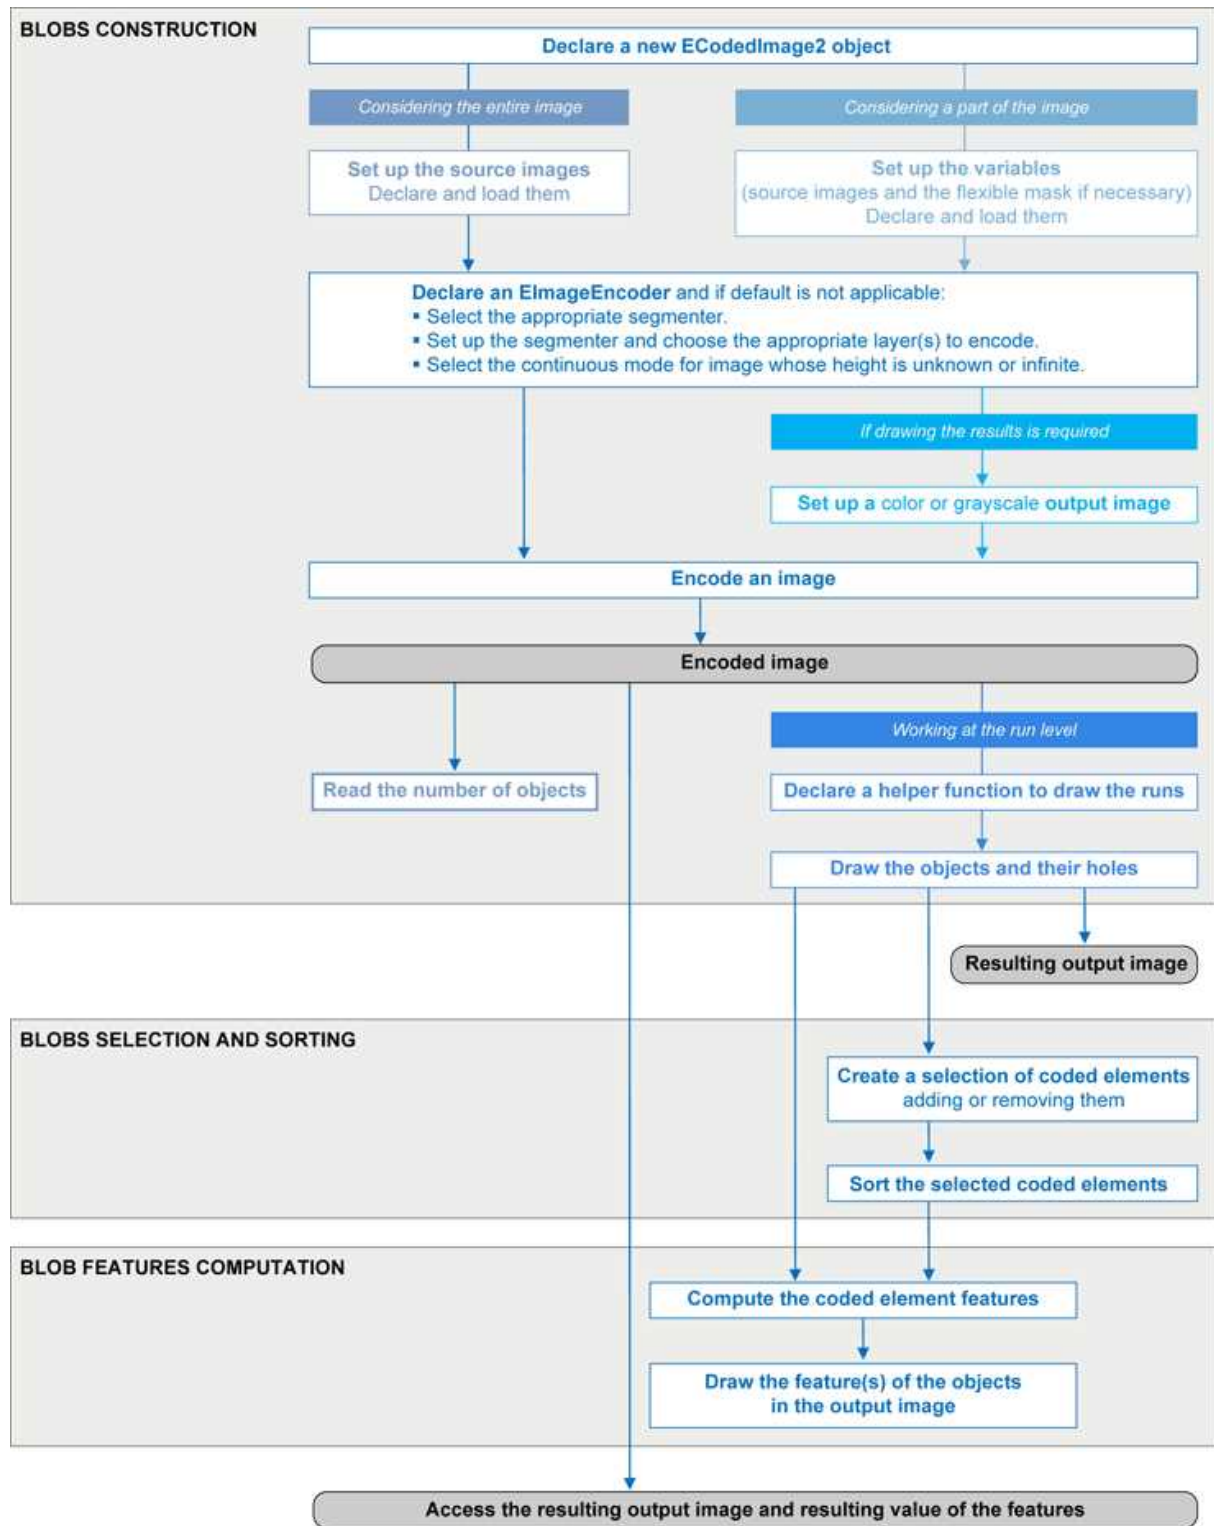 BLOBS CONSTRUCTION
Declare a new ECodedImage2 object
Considering the entire image
Considering a part of the image
Set up the source images
Declare and load them
Set up the variables
(source images and the flexible mask if necessary)
Declare and load them
Declare an EImageEncoder and if default is not applicable:
▪ Select the appropriate segmenter.
▪ Set up the segmenter and choose the appropriate layer(s) to encode.
▪ Select the continuous mode for image whose height is unknown or infinite.
If drawing the results is required
Set up a color or grayscale output image
Encode an image
Encoded image
Working at the run level
Read the number of objects
Declare a helper function to draw the runs
Draw the objects and their holes
Resulting output image
BLOBS SELECTION AND SORTING
Create a selection of coded elements
adding or removing them
Sort the selected coded elements
BLOB FEATURES COMPUTATION
Compute the coded element features
Draw the feature(s) of the objects
in the output image
Access the resulting output image and resulting value of the features